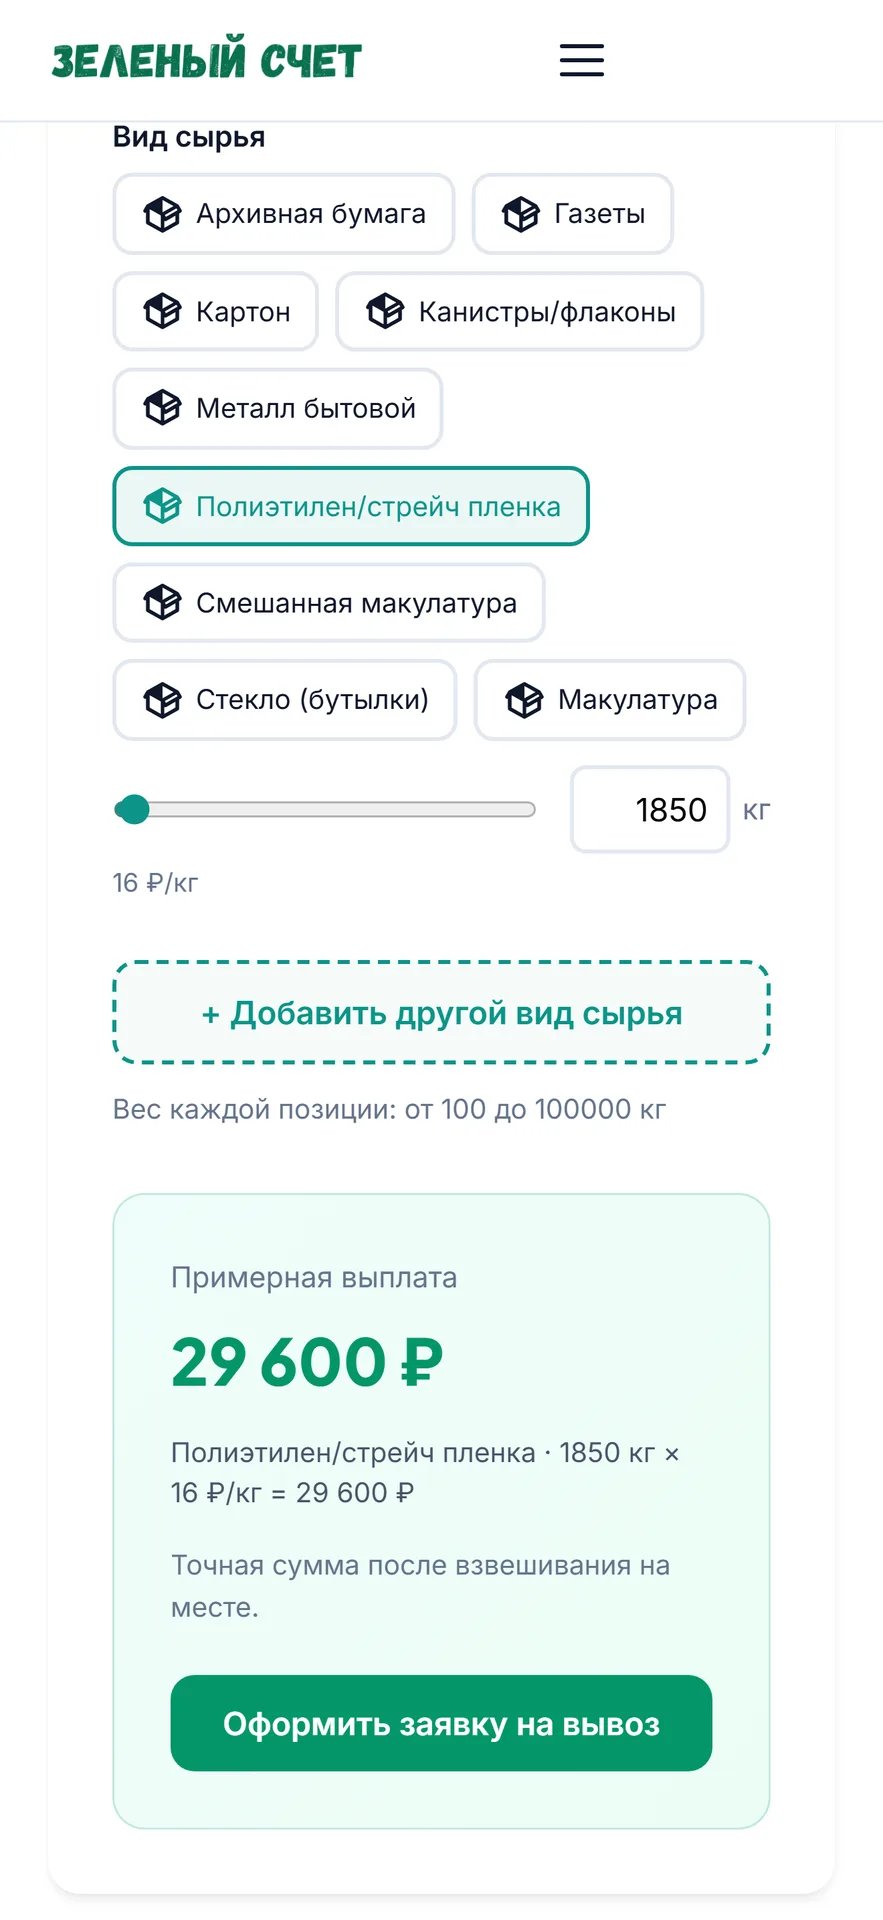 ЗЕЛЕНЫЙ СЧЕТ
Вид сырья
Архивная бумага
Газеты
Картон
Канистры/флаконы
Металл бытовой
Полиэтилен/стрейч пленка
Смешанная макулатура
Стекло (бутылки)
Макулатура
1850 кг
16 ₽/кг
+ Добавить другой вид сырья
Вес каждой позиции: от 100 до 100000 кг
Примерная выплата
29 600 ₽
Полиэтилен/стрейч пленка · 1850 кг ×
16 ₽/кг = 29 600 ₽
Точная сумма после взвешивания на
месте.
Оформить заявку на вывоз